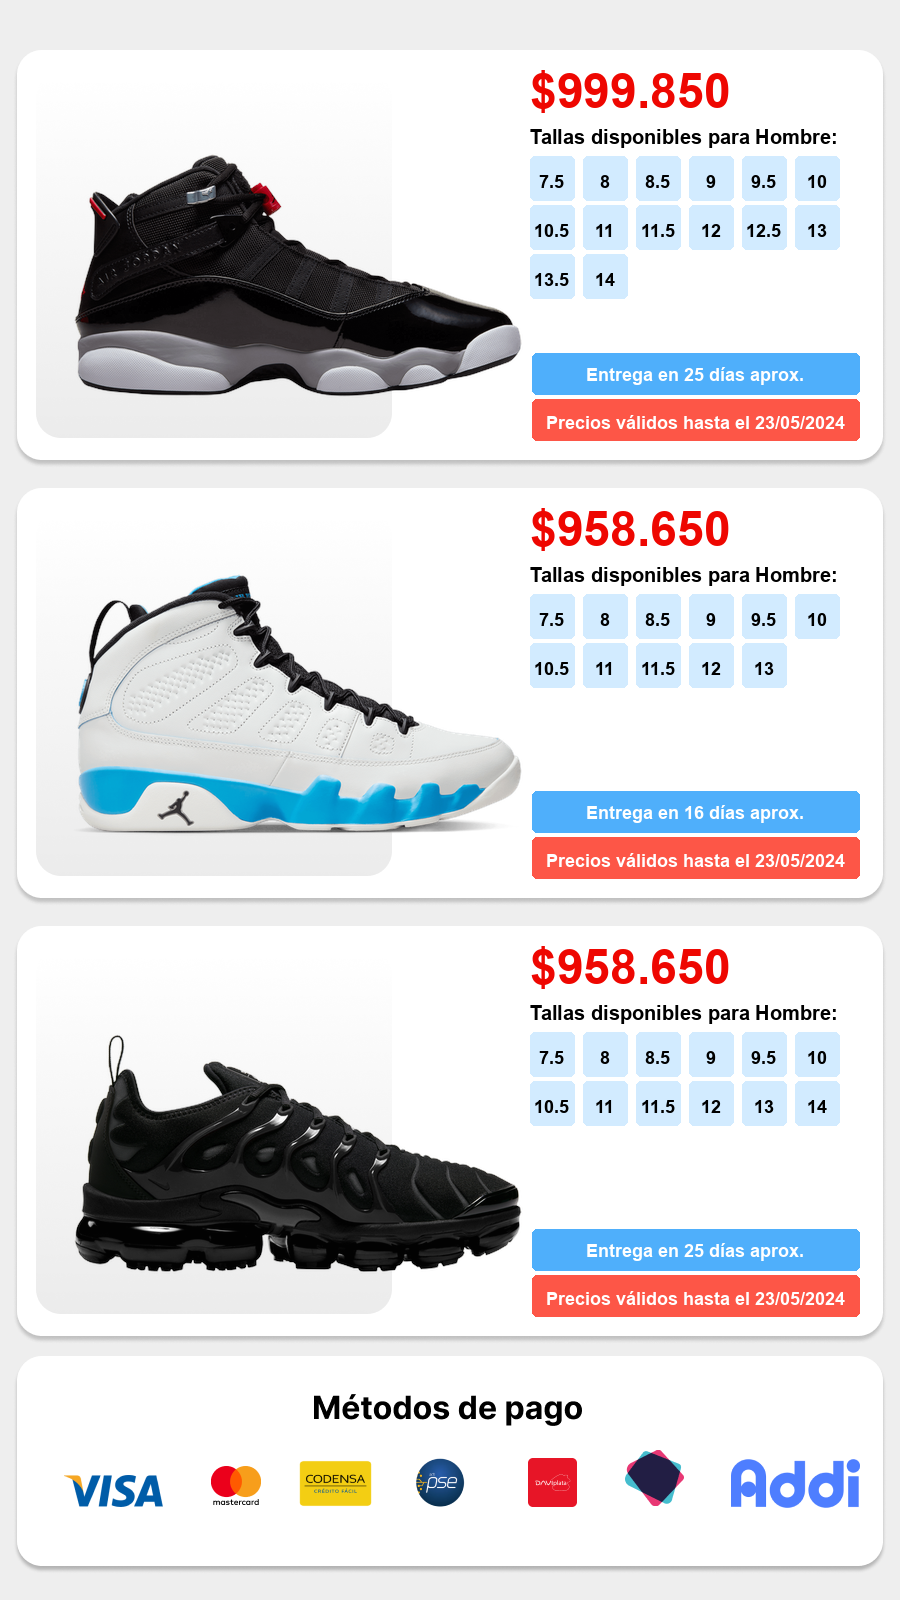 $999.850
Tallas disponibles para Hombre:
7.5 8 8.5 9 9.5 10
10.5 11 11.5 12 12.5 13
13.5 14
AIR JORDAN
Entrega en 25 días aprox.
Precios válidos hasta el 23/05/2024
$958.650
Tallas disponibles para Hombre:
7.5 8 8.5 9 9.5 10
10.5 11 11.5 12 13
Entrega en 16 días aprox.
Precios válidos hasta el 23/05/2024
$958.650
Tallas disponibles para Hombre:
7.5 8 8.5 9 9.5 10
10.5 11 11.5 12 13 14
Entrega en 25 días aprox.
Precios válidos hasta el 23/05/2024
Métodos de pago
VISA
mastercard
CODENSA
CRÉDITO FÁCIL
pse
DAVIplata
Addi